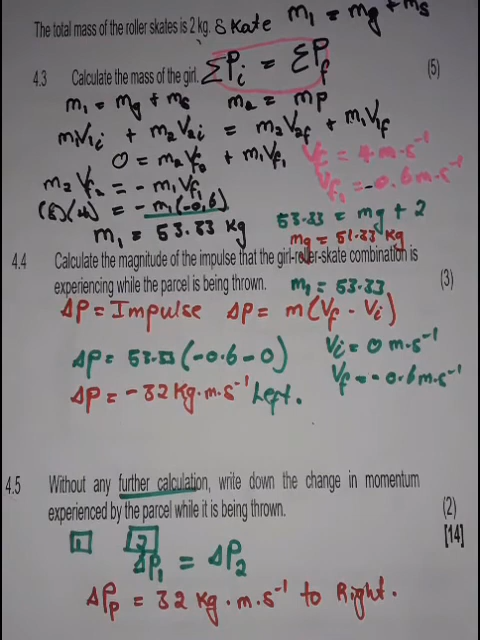 The total mass of the roller skates is 2 kg. Skate m₁ = mg + ms
4.3 Calculate the mass of the girl. ΣPi = ΣPf (5)
m₁ = mg + ms m₂ = mp
m₁V₁i + m₂V₂i = m₂V₂f + m₁V₁f
0 = m₂Vf₂ + m₁Vf₁ Vf = 4 m·s⁻¹
m₂Vf₂ = - m₁Vf₁ Vf₁ = -0.6 m·s⁻¹
(8)(4) = - m₁(-0,6) 53.33 = mg + 2
m₁ = 53.33 kg mg = 51.33 kg
4.4 Calculate the magnitude of the impulse that the girl-roller-skate combination is
experiencing while the parcel is being thrown. m₁ = 53.33 (3)
ΔP = Impulse ΔP = m(Vf - Vi)
ΔP = 53.33(-0.6-0) Vi = 0 m·s⁻¹
ΔP = -32 Kg·m·s⁻¹ Left. Vf = -0.6 m·s⁻¹
4.5 Without any further calculation, write down the change in momentum
experienced by the parcel while it is being thrown. (2)
[14]
1 2
ΔP₁ = ΔP₂
ΔPp = 32 kg·m·s⁻¹ to Right.